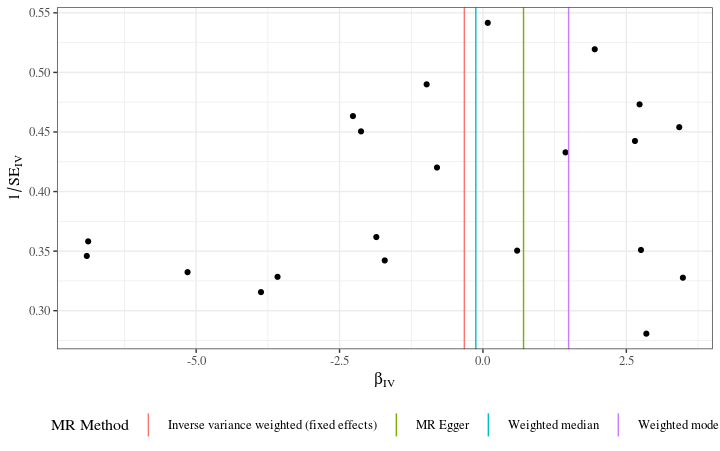 0.55
0.50
0.45
0.40
0.35
0.30
1/SE_IV
-5.0 -2.5 0.0 2.5
β_IV
MR Method Inverse variance weighted (fixed effects) MR Egger Weighted median Weighted mode